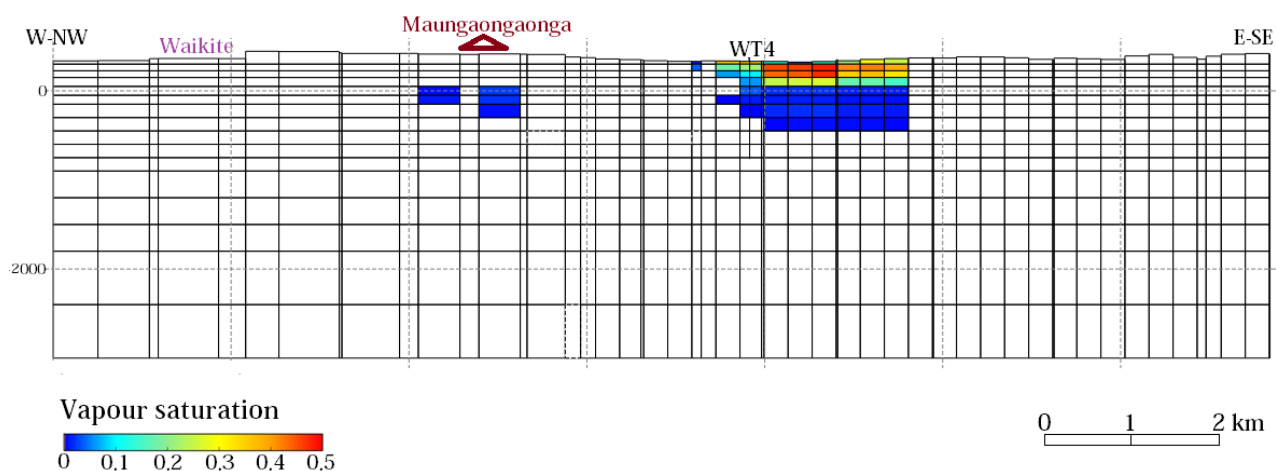 Maungaongaonga
W-NW
Waikite
WT4
E-SE
0
-2000
Vapour saturation
0 0.1 0.2 0.3 0.4 0.5
0 1 2 km